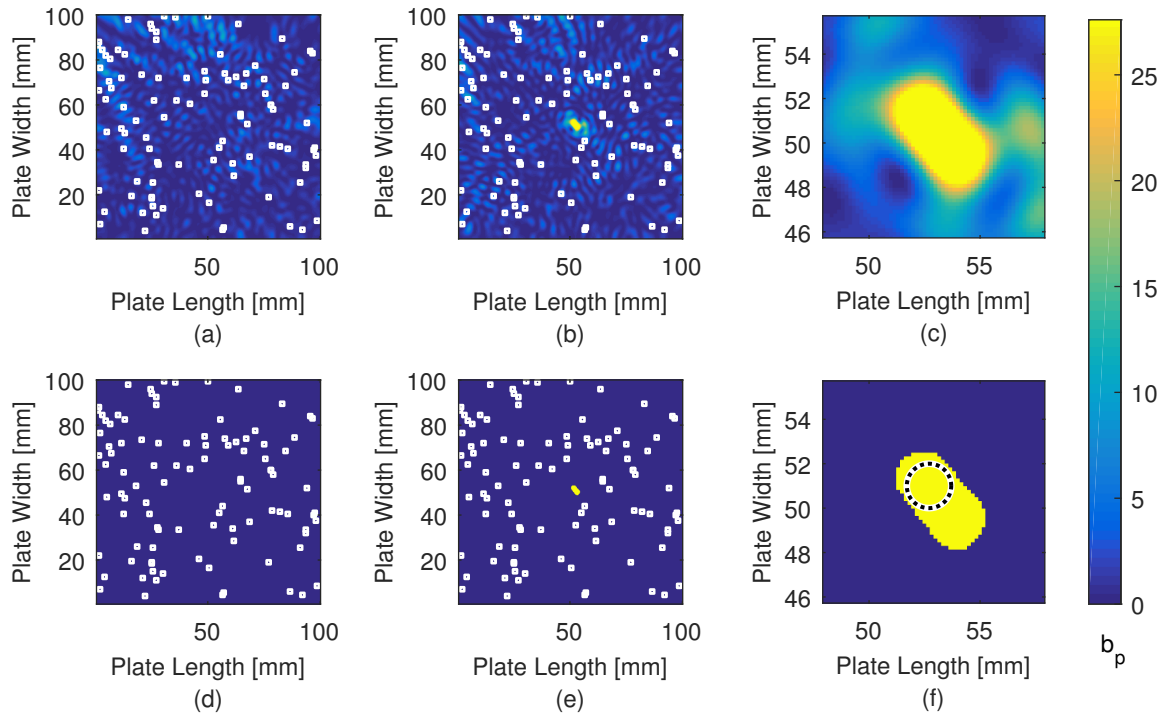 100
80
60
40
20
Plate Width [mm]
50 100
Plate Length [mm]
(a)
100
80
60
40
20
Plate Width [mm]
50 100
Plate Length [mm]
(b)
54
52
50
48
46
Plate Width [mm]
50 55
Plate Length [mm]
(c)
25
20
15
10
5
0
b_p
100
80
60
40
20
Plate Width [mm]
50 100
Plate Length [mm]
(d)
100
80
60
40
20
Plate Width [mm]
50 100
Plate Length [mm]
(e)
54
52
50
48
46
Plate Width [mm]
50 55
Plate Length [mm]
(f)